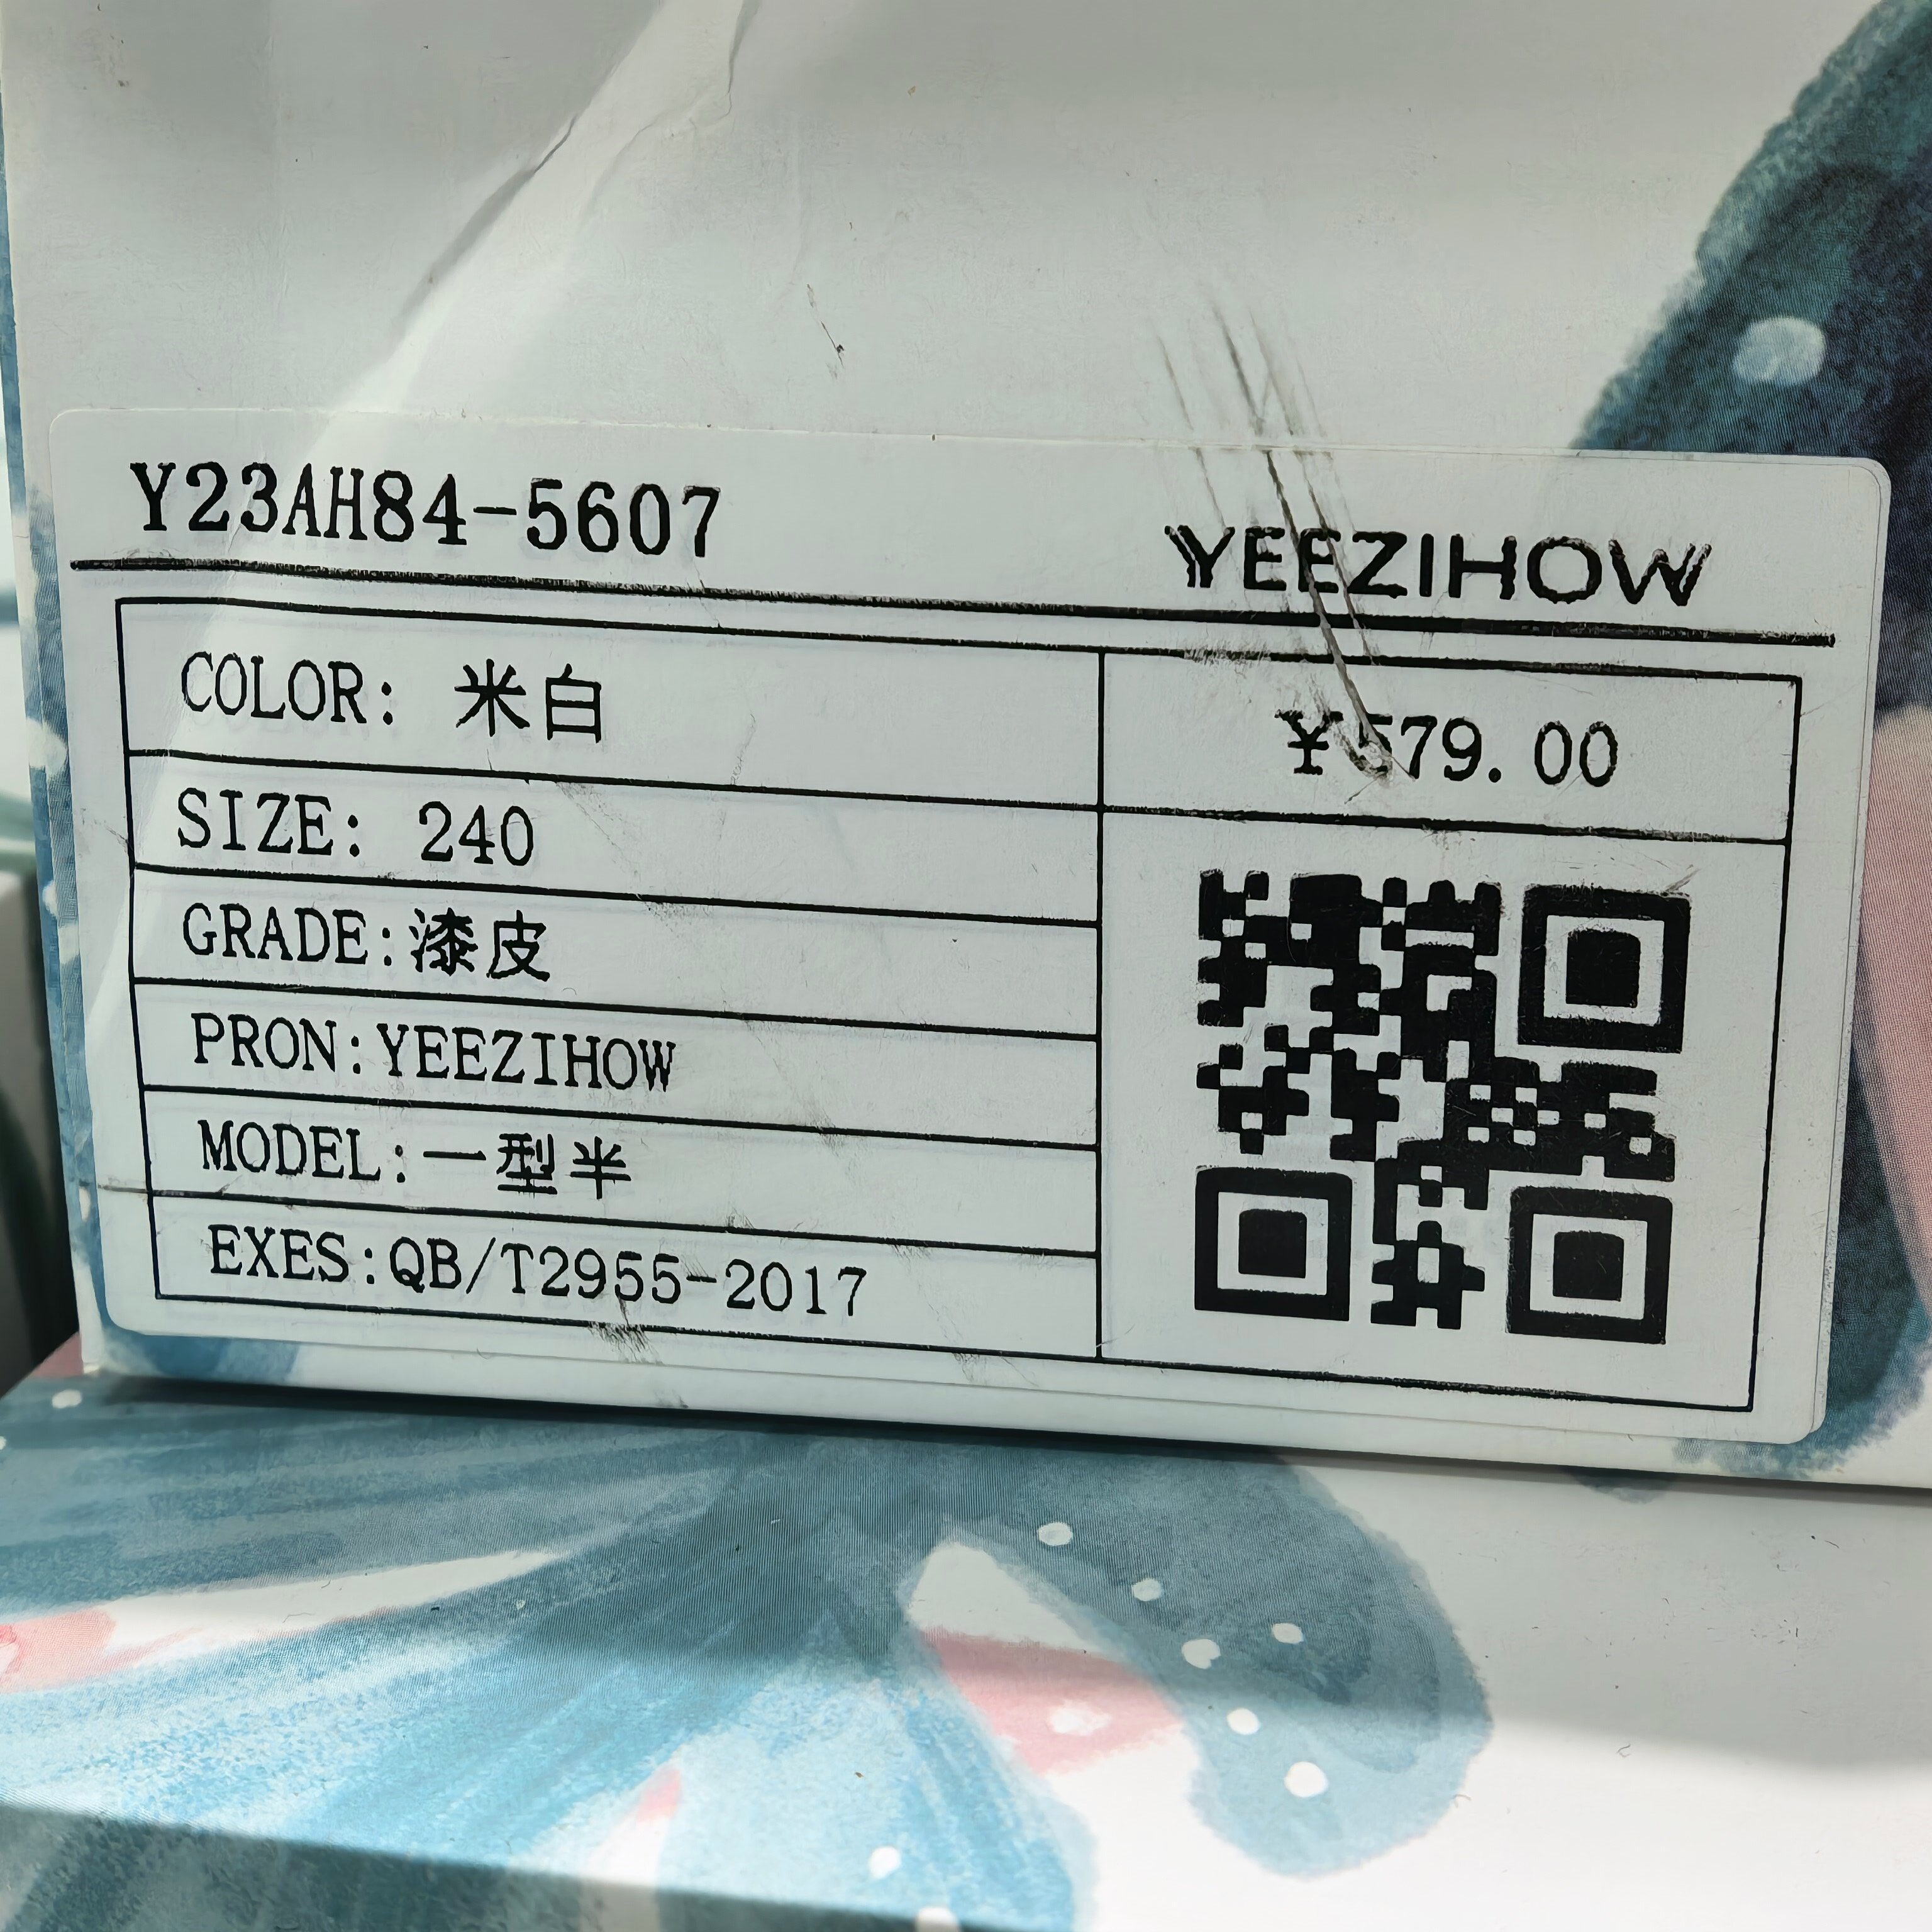 Y23AH84-5607
YEEZIHOW
COLOR: 米白
¥579.00
SIZE: 240
GRADE:漆皮
PRON:YEEZIHOW
MODEL:一型半
EXES:QB/T2955-2017